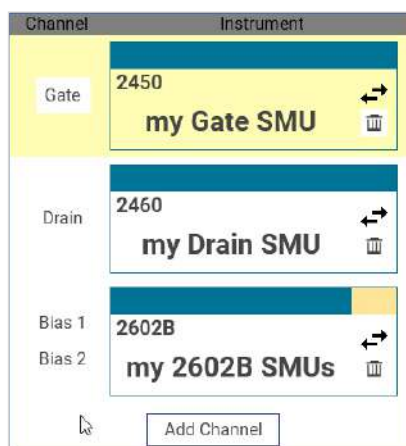 Channel Instrument
Gate
2450
my Gate SMU
Drain
2460
my Drain SMU
Bias 1
Bias 2
2602B
my 2602B SMUs
Add Channel